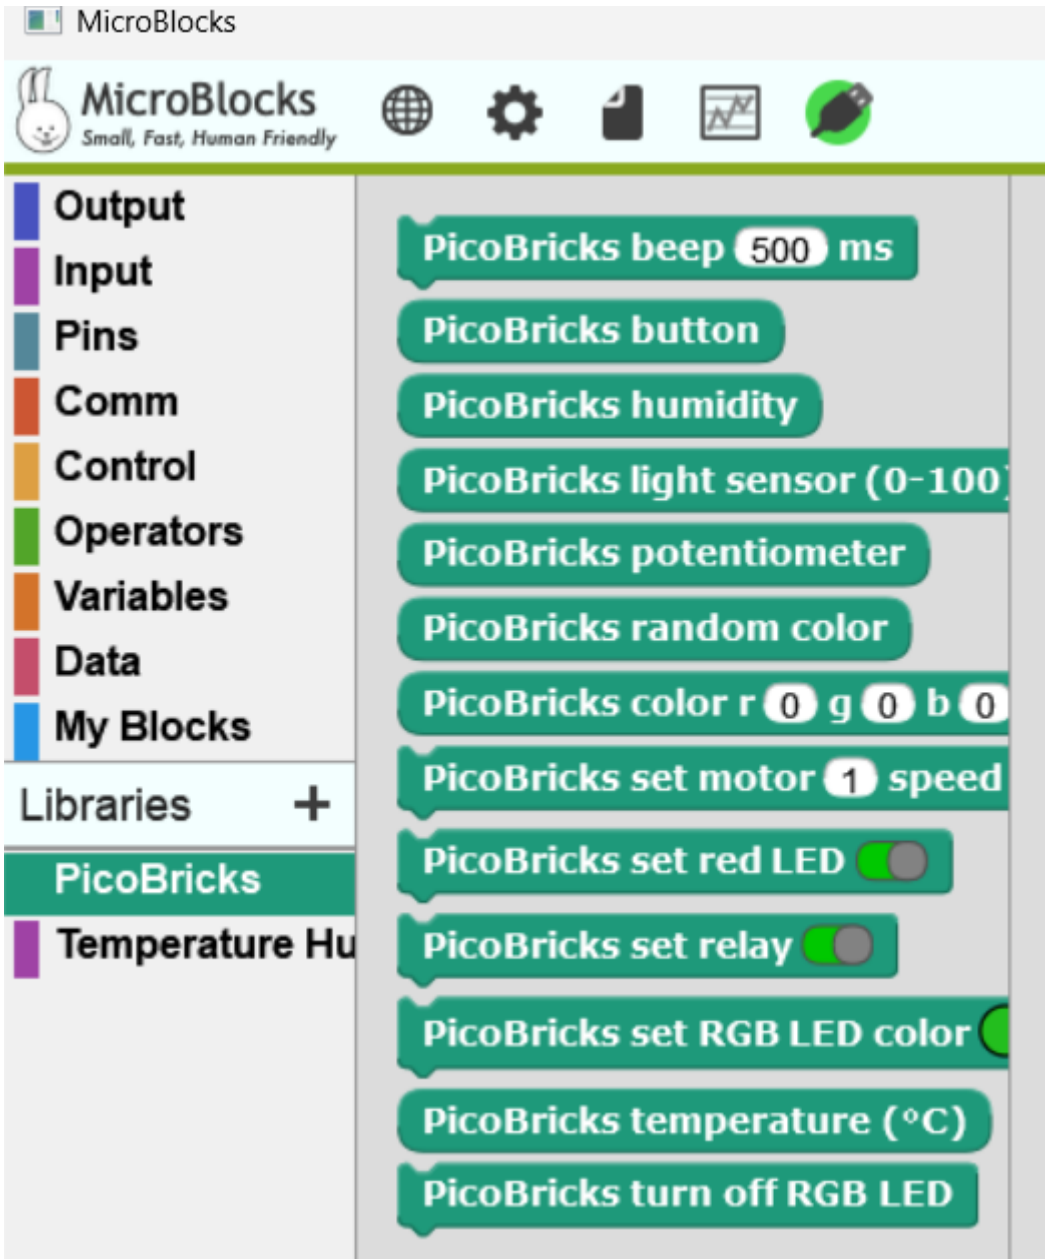 MicroBlocks
MicroBlocks
Small, Fast, Human Friendly
Output
Input
Pins
Comm
Control
Operators
Variables
Data
My Blocks
Libraries +
PicoBricks
Temperature Hu
PicoBricks beep 500 ms
PicoBricks button
PicoBricks humidity
PicoBricks light sensor (0-100)
PicoBricks potentiometer
PicoBricks random color
PicoBricks color r 0 g 0 b 0
PicoBricks set motor 1 speed
PicoBricks set red LED
PicoBricks set relay
PicoBricks set RGB LED color
PicoBricks temperature (°C)
PicoBricks turn off RGB LED